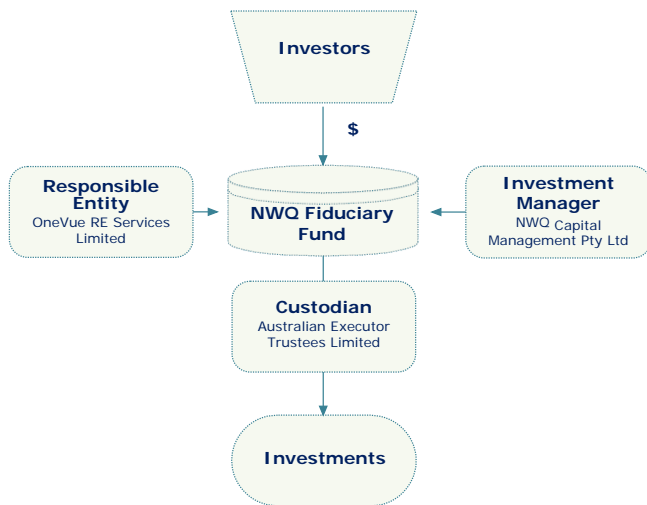 Investors
$
Responsible
Entity
OneVue RE Services
Limited
NWQ Fiduciary
Fund
Investment
Manager
NWQ Capital
Management Pty Ltd
Custodian
Australian Executor
Trustees Limited
Investments